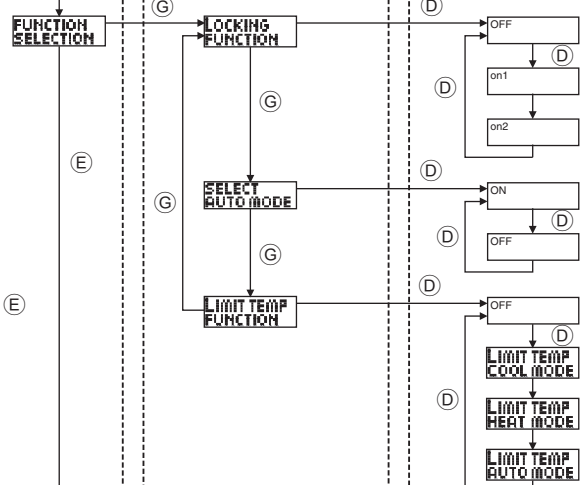 G
D
FUNCTION
SELECTION
LOCKING
FUNCTION
OFF
D
on1
D
G
on2
E
D
SELECT
AUTO MODE
ON
G
D
D
OFF
G
D
E
LIMIT TEMP
FUNCTION
OFF
D
LIMIT TEMP
COOL MODE
D
LIMIT TEMP
HEAT MODE
LIMIT TEMP
AUTO MODE